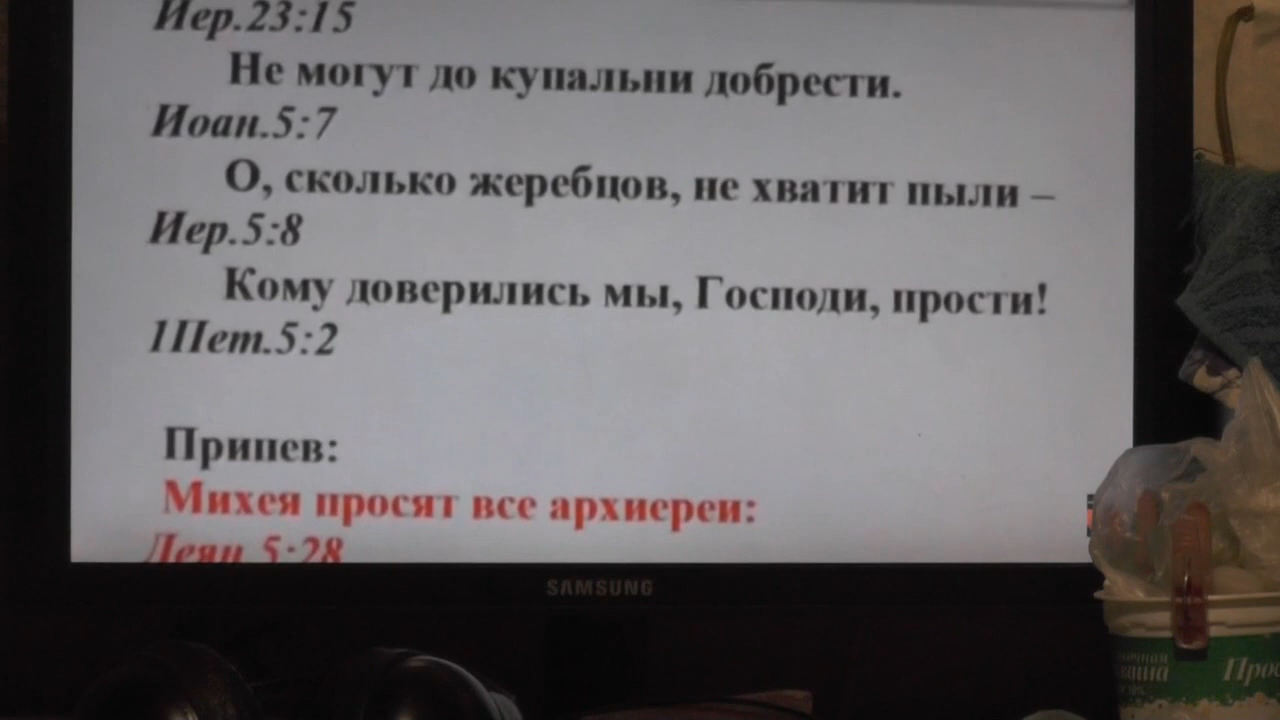 Иер.23:15
Не могут до купальни добрести.
Иоан.5:7
О, сколько жеребцов, не хватит пыли –
Иер.5:8
Кому доверились мы, Господи, прости!
1Пет.5:2
Припев:
Михея просят все архиереи:
Деян.5:28
SAMSUNG